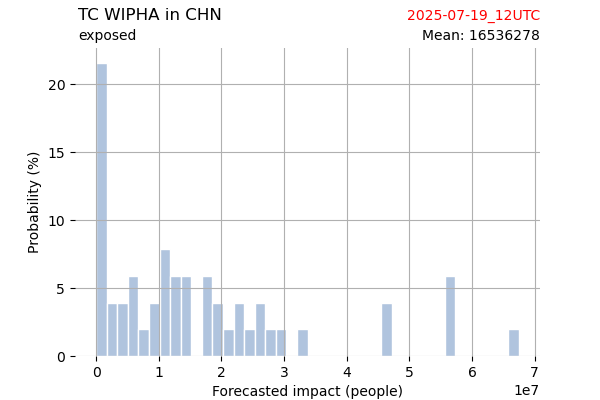 TC WIPHA in CHN
2025-07-19_12UTC
exposed
Mean: 16536278
20
15
10
5
0
Probability (%)
0 1 2 3 4 5 6 7
1e7
Forecasted impact (people)